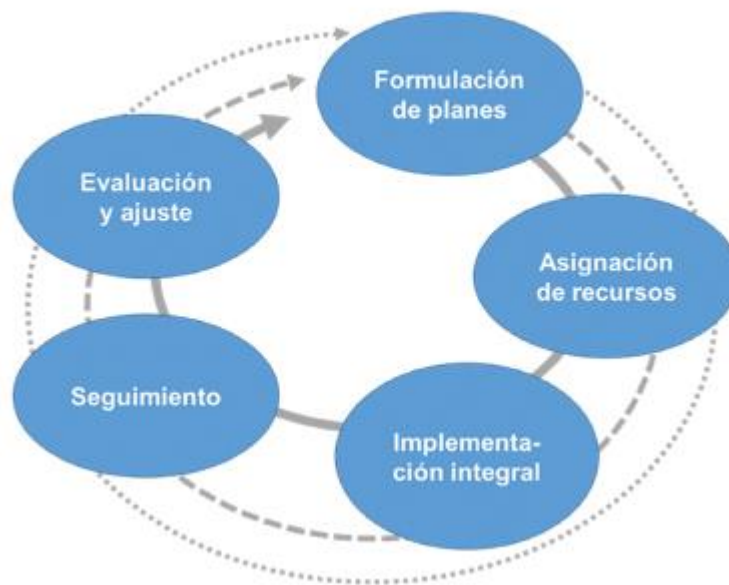 Formulación
de planes
Asignación
de recursos
Implementa-
ción integral
Seguimiento
Evaluación
y ajuste